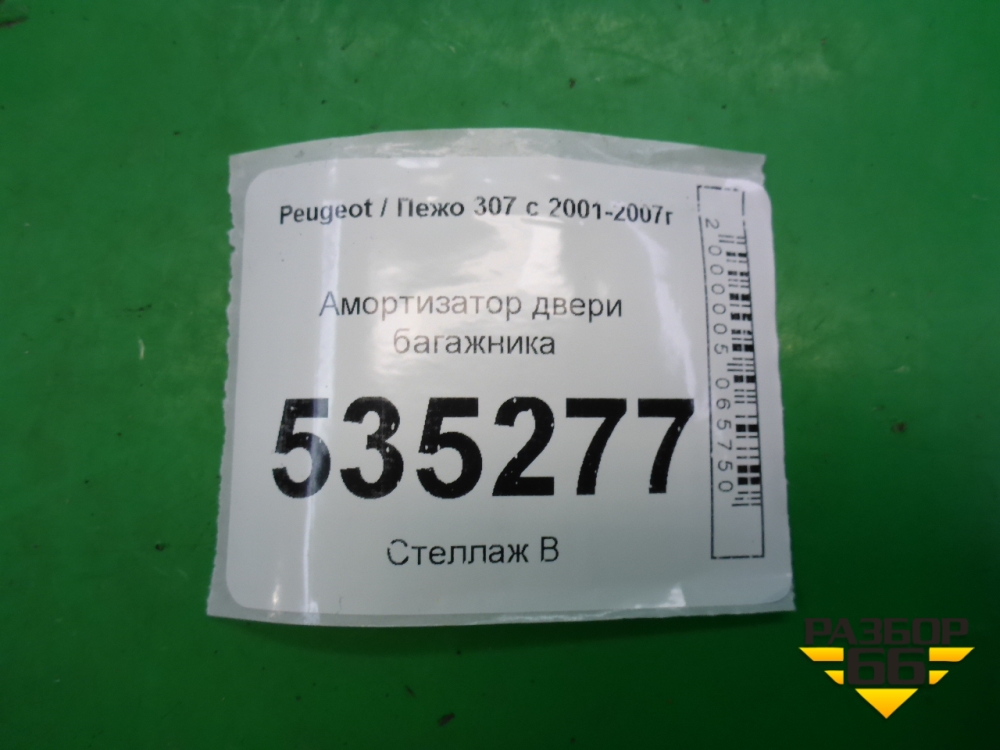 Peugeot / Пежо 307 с 2001-2007г
Амортизатор двери
багажника
535277
Стеллаж В
2000005065750
РАЗБОР
66